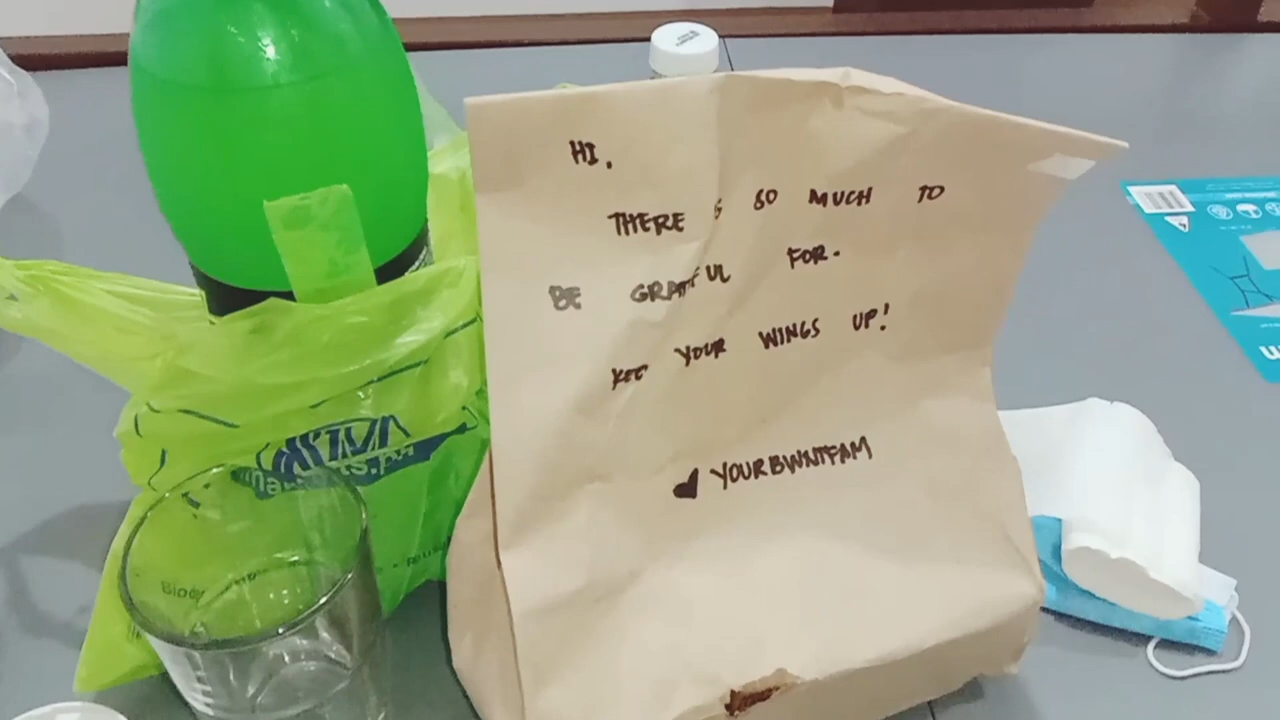 HI,
THERE IS SO MUCH TO
BE GRATFUL FOR.
KEEP YOUR WINGS UP!
YOURBWNTFAM